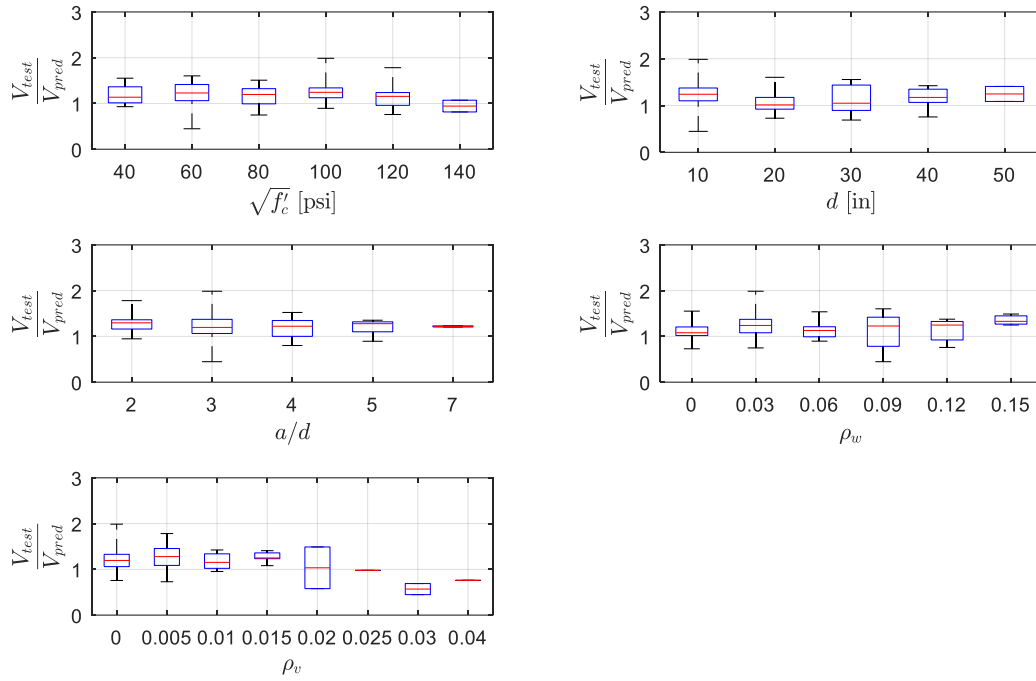 3
2
1
0
V_test
V_pred
40 60 80 100 120 140
√f′_c [psi]
3
2
1
0
V_test
V_pred
10 20 30 40 50
d [in]
3
2
1
0
V_test
V_pred
2 3 4 5 7
a/d
3
2
1
0
V_test
V_pred
0 0.03 0.06 0.09 0.12 0.15
ρ_w
3
2
1
0
V_test
V_pred
0 0.005 0.01 0.015 0.02 0.025 0.03 0.04
ρ_v